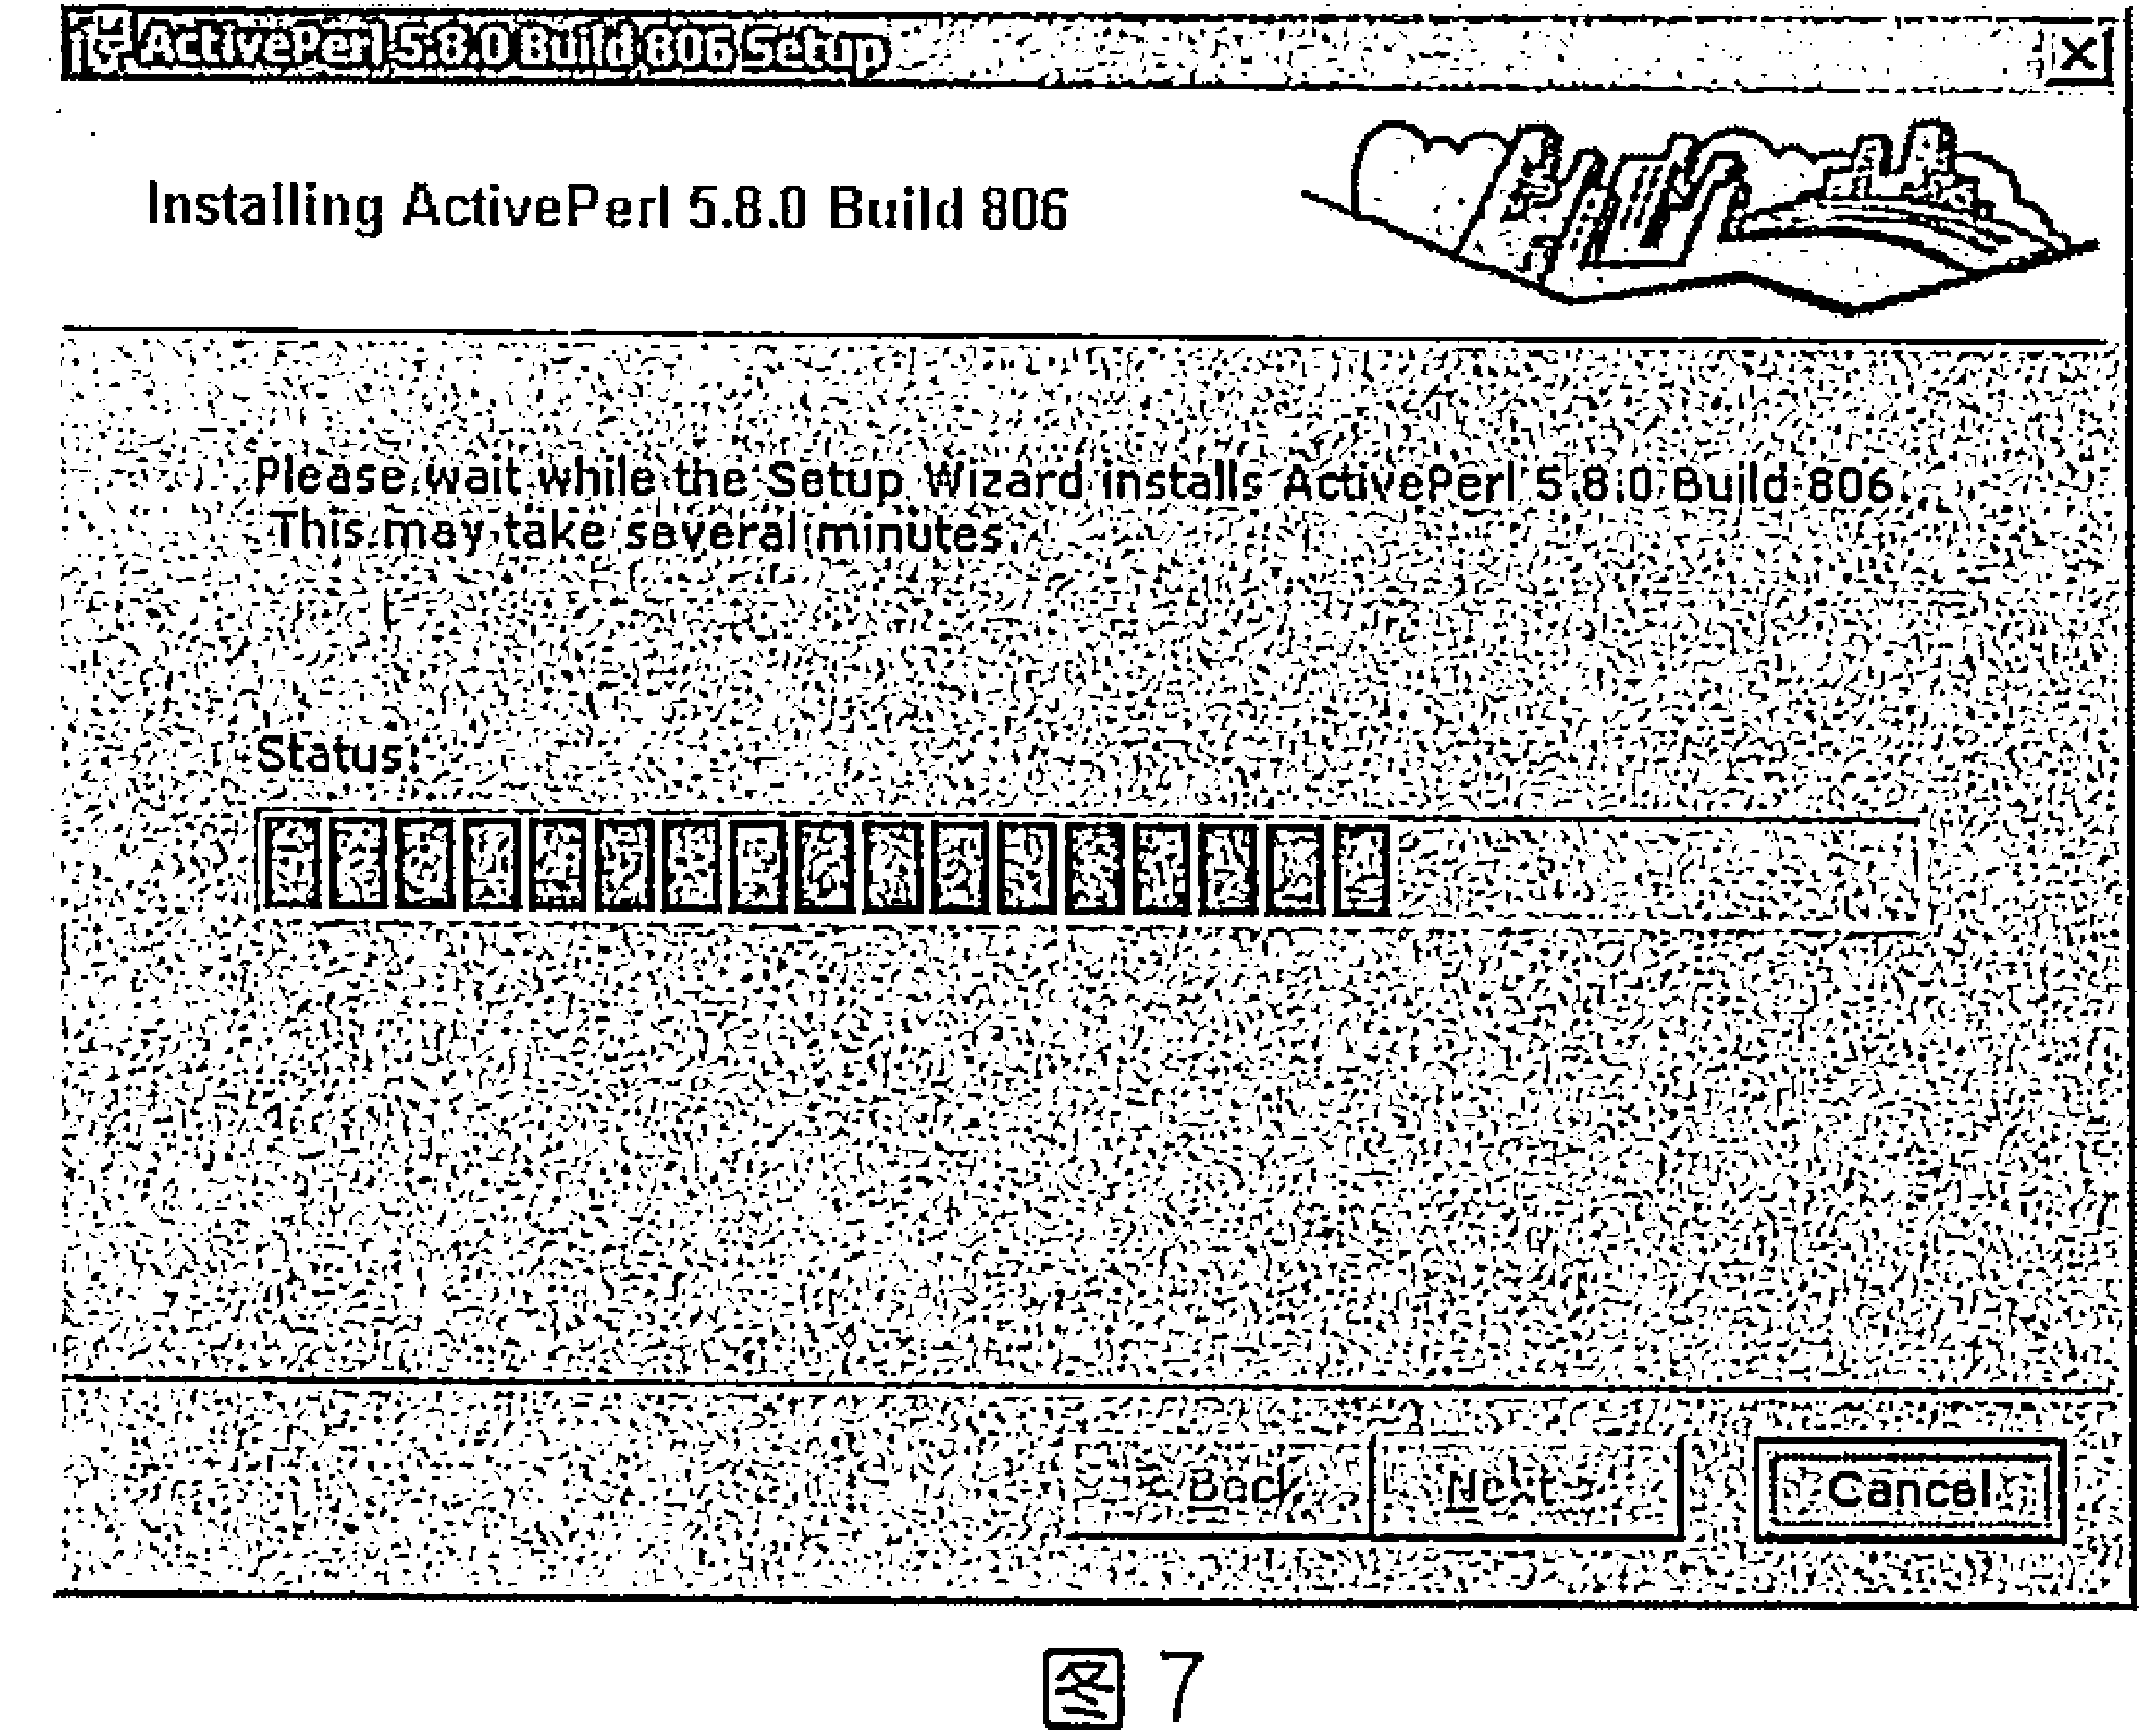 ActivePerl 5.8.0 Build 806 Setup
Installing ActivePerl 5.8.0 Build 806
Please wait while the Setup Wizard installs ActivePerl 5.8.0 Build 806.
This may take several minutes.
Status:
< Back Next > Cancel
图 7